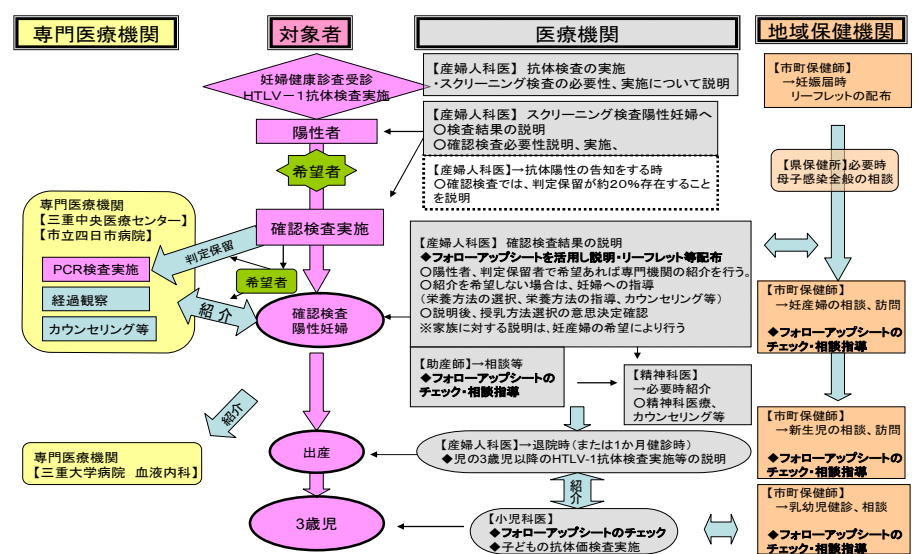 専門医療機関
対象者
医療機関
地域保健機関
妊婦健康診査受診
HTLV－1抗体検査実施
【産婦人科医】 抗体検査の実施
・スクリーニング検査の必要性、実施について説明
【市町保健師】
→妊娠届時
リーフレットの配布
陽性者
【産婦人科医】 スクリーニング検査陽性妊婦へ
〇検査結果の説明
〇確認検査必要性説明、実施、
希望者
【産婦人科医】→抗体陽性の告知をする時
〇確認検査では、判定保留が約20%存在すること
を説明
【県保健所】必要時
母子感染全般の相談
専門医療機関
【三重中央医療センター】
【市立四日市病院】
確認検査実施
判定保留
PCR検査実施
希望者
経過観察
紹介
カウンセリング等
確認検査
陽性妊婦
【産婦人科医】 確認検査結果の説明
◆フォローアップシートを活用し説明・リーフレット等配布
〇陽性者、判定保留者で希望あれば専門機関の紹介を行う。
〇紹介を希望しない場合は、妊婦への指導
（栄養方法の選択、栄養方法の指導、カウンセリング等）
〇説明後、授乳方法選択の意思決定確認
※家族に対する説明は、妊産婦の希望により行う
【市町保健師】
→妊産婦の相談、訪問
◆フォローアップシートの
チェック・相談指導
【助産師】→相談等
◆フォローアップシートの
チェック・相談指導
【精神科医】
→必要時紹介
〇精神科医療、
カウンセリング等
紹介
専門医療機関
【三重大学病院 血液内科】
出産
【産婦人科医】→退院時（または1か月健診時）
◆児の3歳児以降のHTLV-1抗体検査実施等の説明
【市町保健師】
→新生児の相談、訪問
◆フォローアップシートの
チェック・相談指導
紹介
3歳児
【小児科医】
◆フォローアップシートのチェック
◆子どもの抗体価検査実施
【市町保健師】
→乳幼児健診、相談
◆フォローアップシートの
チェック・相談指導